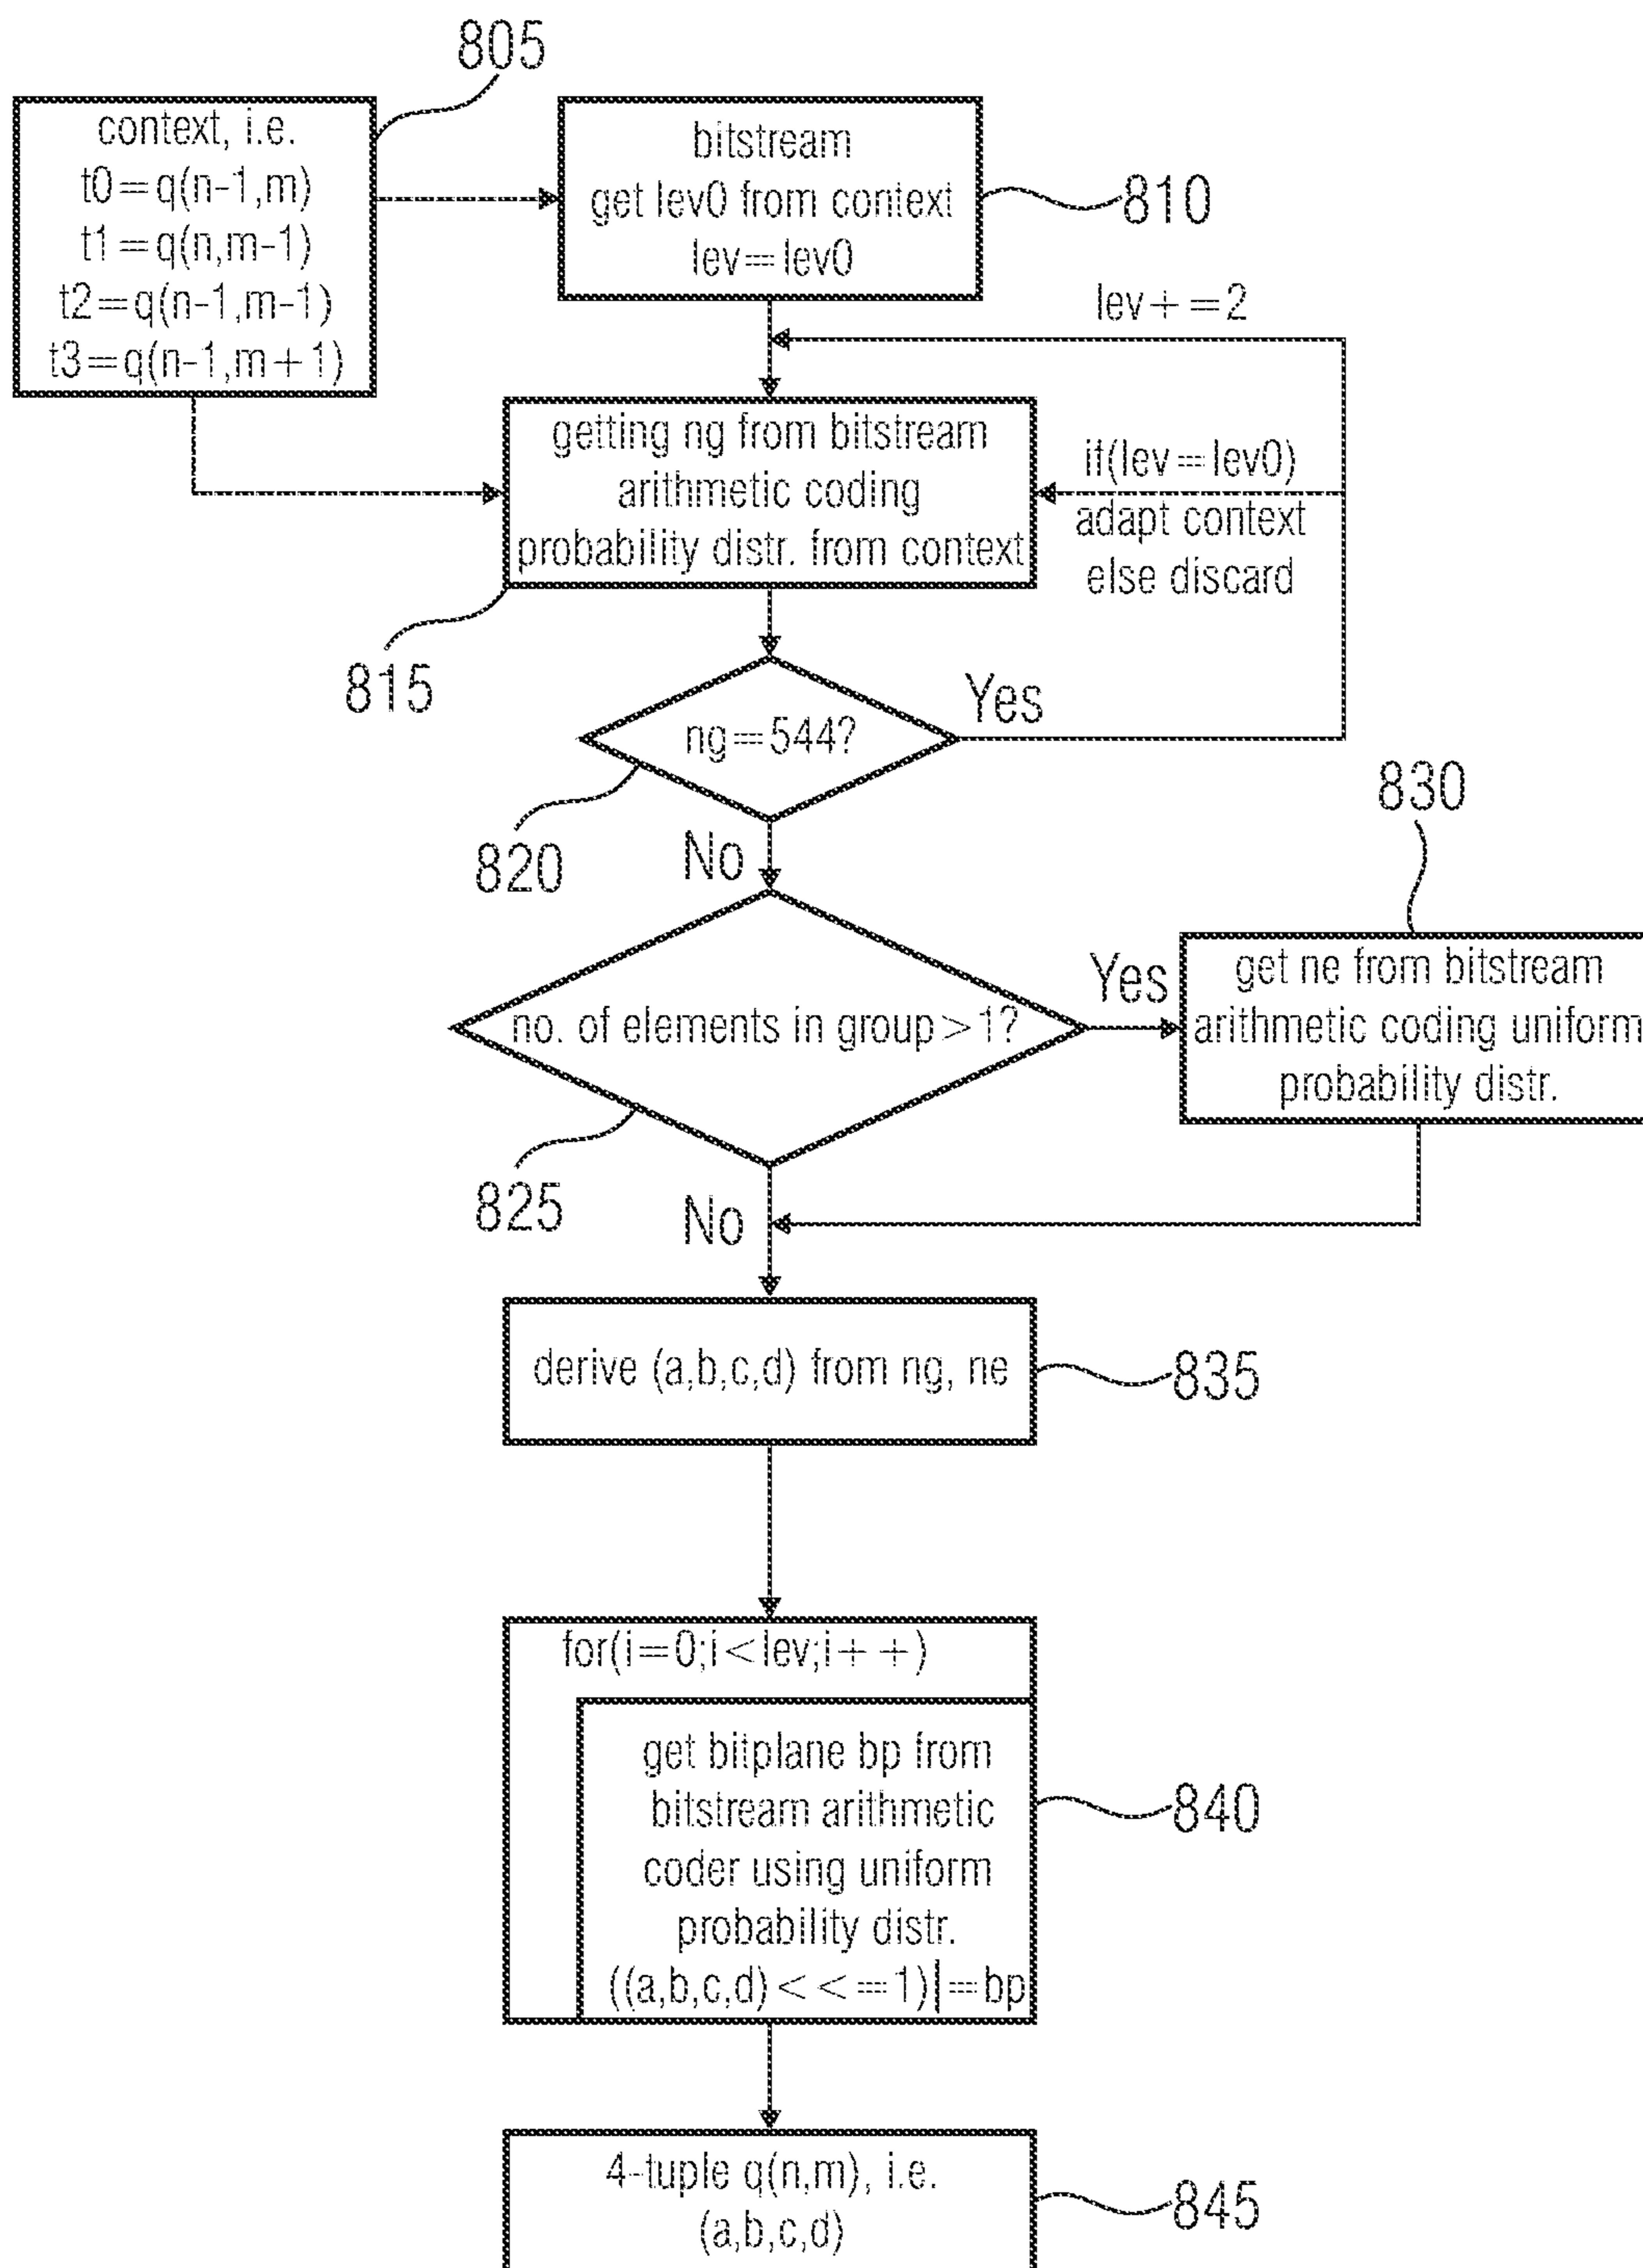 805
context, i.e.
t0=q(n-1,m)
t1=q(n,m-1)
t2=q(n-1,m-1)
t3=q(n-1,m+1)
bitstream
get lev0 from context
lev=lev0
810
lev+=2
getting ng from bitstream
arithmetic coding
probability distr. from context
if(lev=lev0)
adapt context
else discard
815
ng=544?
Yes
820
No
830
no. of elements in group>1?
Yes
get ne from bitstream
arithmetic coding uniform
probability distr.
825
No
derive (a,b,c,d) from ng, ne
835
for(i=0;i<lev;i++)
get bitplane bp from
bitstream arithmetic
coder using uniform
probability distr.
((a,b,c,d)<<=1)|=bp
840
4-tuple q(n,m), i.e.
(a,b,c,d)
845